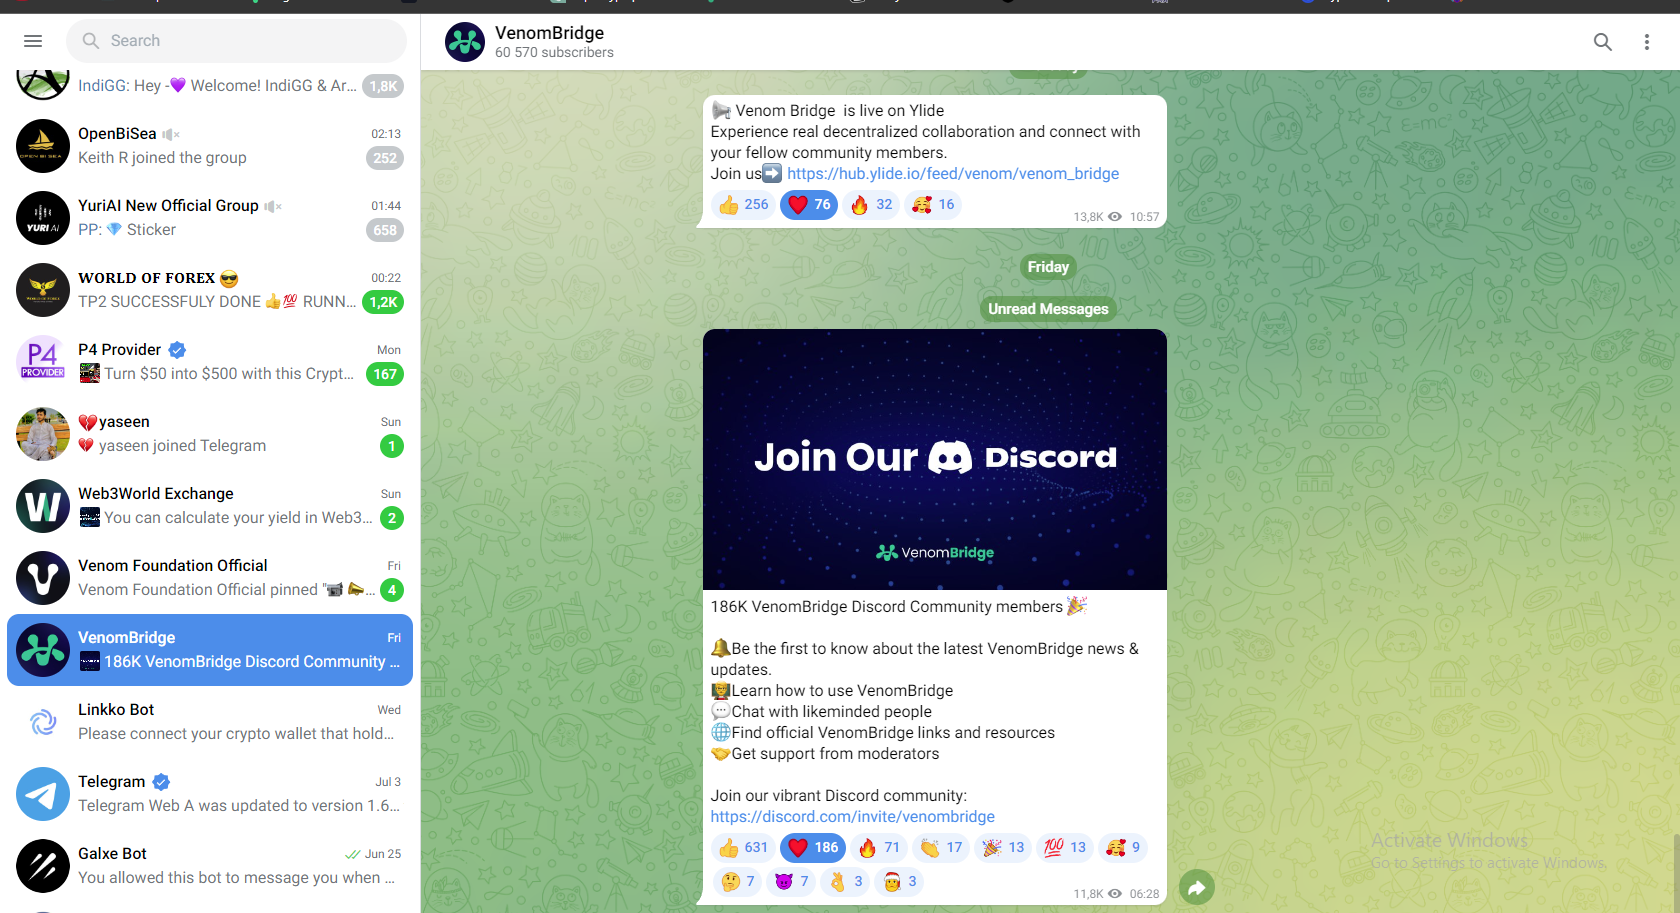 Search
IndiGG: Hey -💜 Welcome! IndiGG & Ar...
1,8K
OpenBiSea
02:13
Keith R joined the group
252
OPEN BI SEA
YuriAI New Official Group
01:44
PP: 💎 Sticker
658
YURI AI
WORLD OF FOREX 😎
00:22
TP2 SUCCESSFULY DONE 👍💯 RUNN...
1,2K
P4 Provider
Mon
Turn $50 into $500 with this Crypt...
167
P4
PROVIDER
💔yaseen
Sun
💔 yaseen joined Telegram
1
Web3World Exchange
Sun
You can calculate your yield in Web3...
2
Venom Foundation Official
Fri
Venom Foundation Official pinned "📹 📣...
4
VenomBridge
Fri
186K VenomBridge Discord Community ...
Linkko Bot
Wed
Please connect your crypto wallet that hold...
Telegram
Jul 3
Telegram Web A was updated to version 1.6...
Galxe Bot
Jun 25
You allowed this bot to message you when ...
VenomBridge
60 570 subscribers
📢 Venom Bridge is live on Ylide
Experience real decentralized collaboration and connect with
your fellow community members.
Join us➡️ https://hub.ylide.io/feed/venom/venom_bridge
👍 256 ❤️ 76 🔥 32 🥰 16
13,8K 10:57
Friday
Unread Messages
Join Our Discord
VenomBridge
186K VenomBridge Discord Community members 🎉
🔔Be the first to know about the latest VenomBridge news &
updates.
👨‍🏫Learn how to use VenomBridge
💬Chat with likeminded people
🌐Find official VenomBridge links and resources
🤝Get support from moderators
Join our vibrant Discord community:
https://discord.com/invite/venombridge
👍 631 ❤️ 186 🔥 71 👏 17 🎉 13 💯 13 🥰 9
🤔 7 😈 7 👌 3 🎅 3
11,8K 06:28
Activate Windows
Go to Settings to activate Windows.